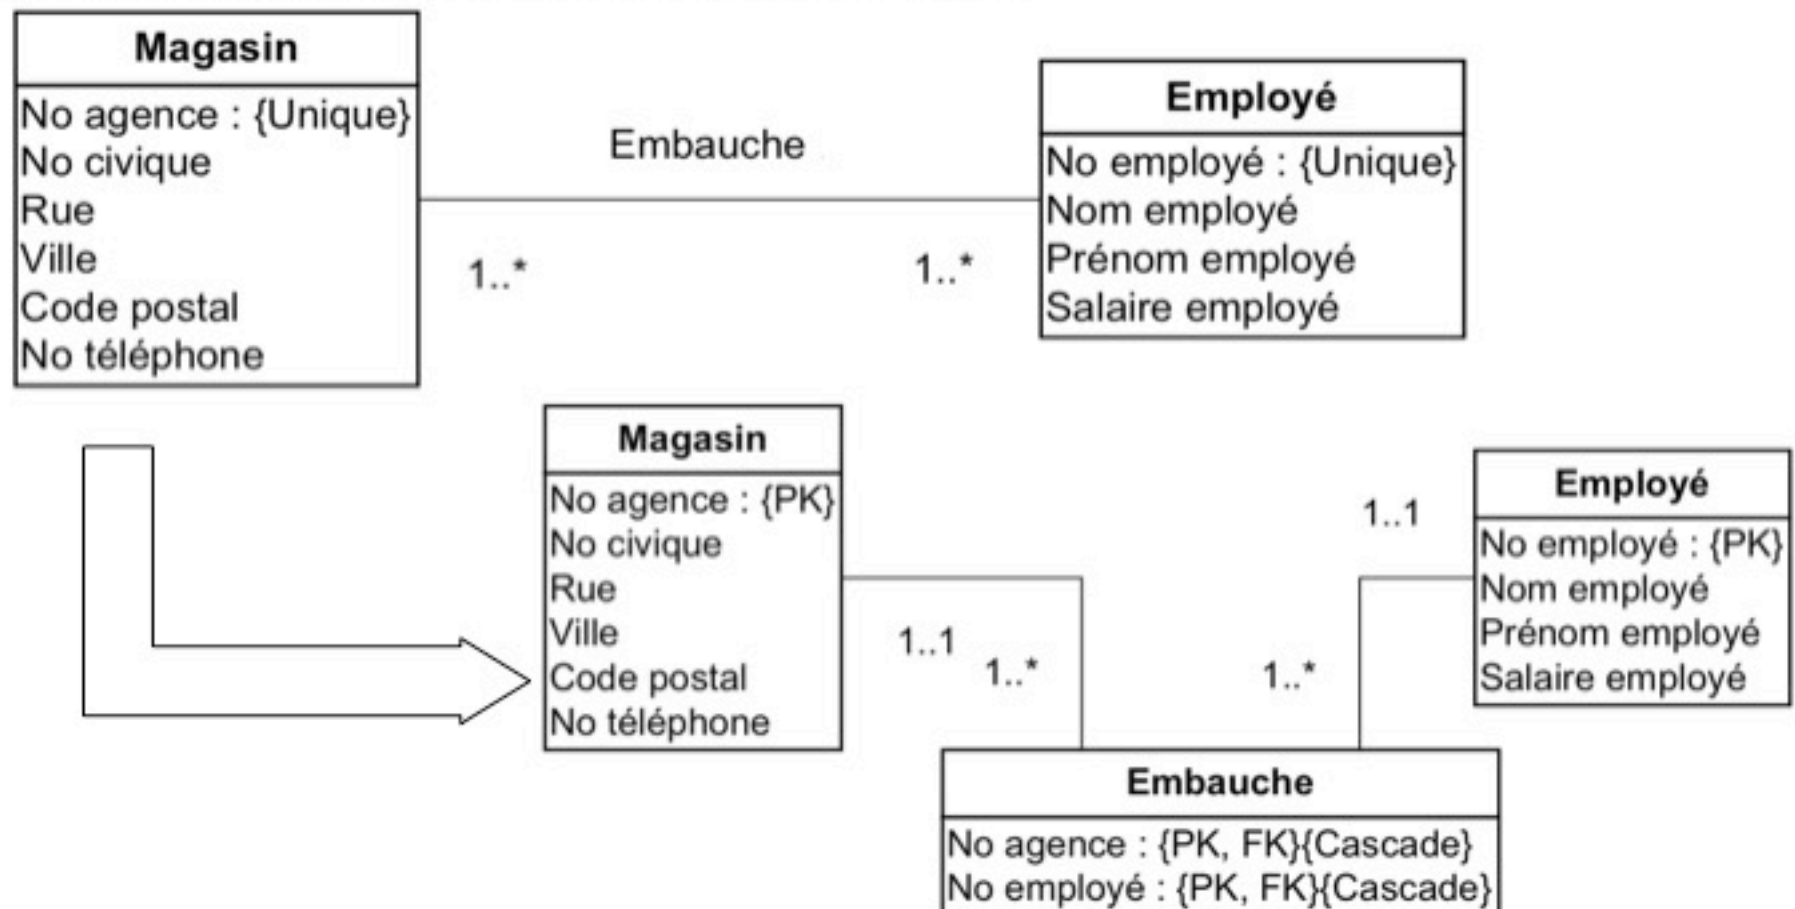 Magasin
No agence : {Unique}
No civique
Rue
Ville
Code postal
No téléphone
Embauche
1..*
1..*
Employé
No employé : {Unique}
Nom employé
Prénom employé
Salaire employé
Magasin
No agence : {PK}
No civique
Rue
Ville
Code postal
No téléphone
1..1
1..*
1..1
1..*
Employé
No employé : {PK}
Nom employé
Prénom employé
Salaire employé
Embauche
No agence : {PK, FK}{Cascade}
No employé : {PK, FK}{Cascade}